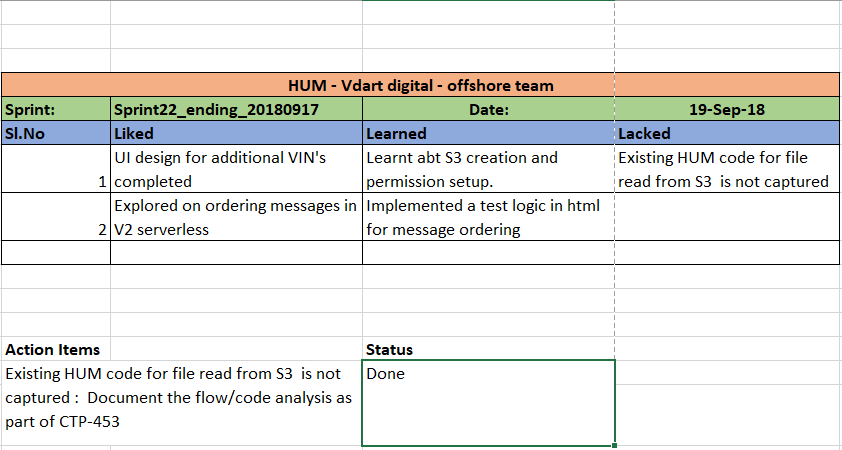 HUM - Vdart digital - offshore team
Sprint: Sprint22_ending_20180917 Date: 19-Sep-18
Sl.No Liked Learned Lacked
UI design for additional VIN's Learnt abt S3 creation and Existing HUM code for file
1 completed permission setup. read from S3 is not captured
Explored on ordering messages in Implemented a test logic in html
2 V2 serverless for message ordering
Action Items Status
Existing HUM code for file read from S3 is not Done
captured : Document the flow/code analysis as
part of CTP-453